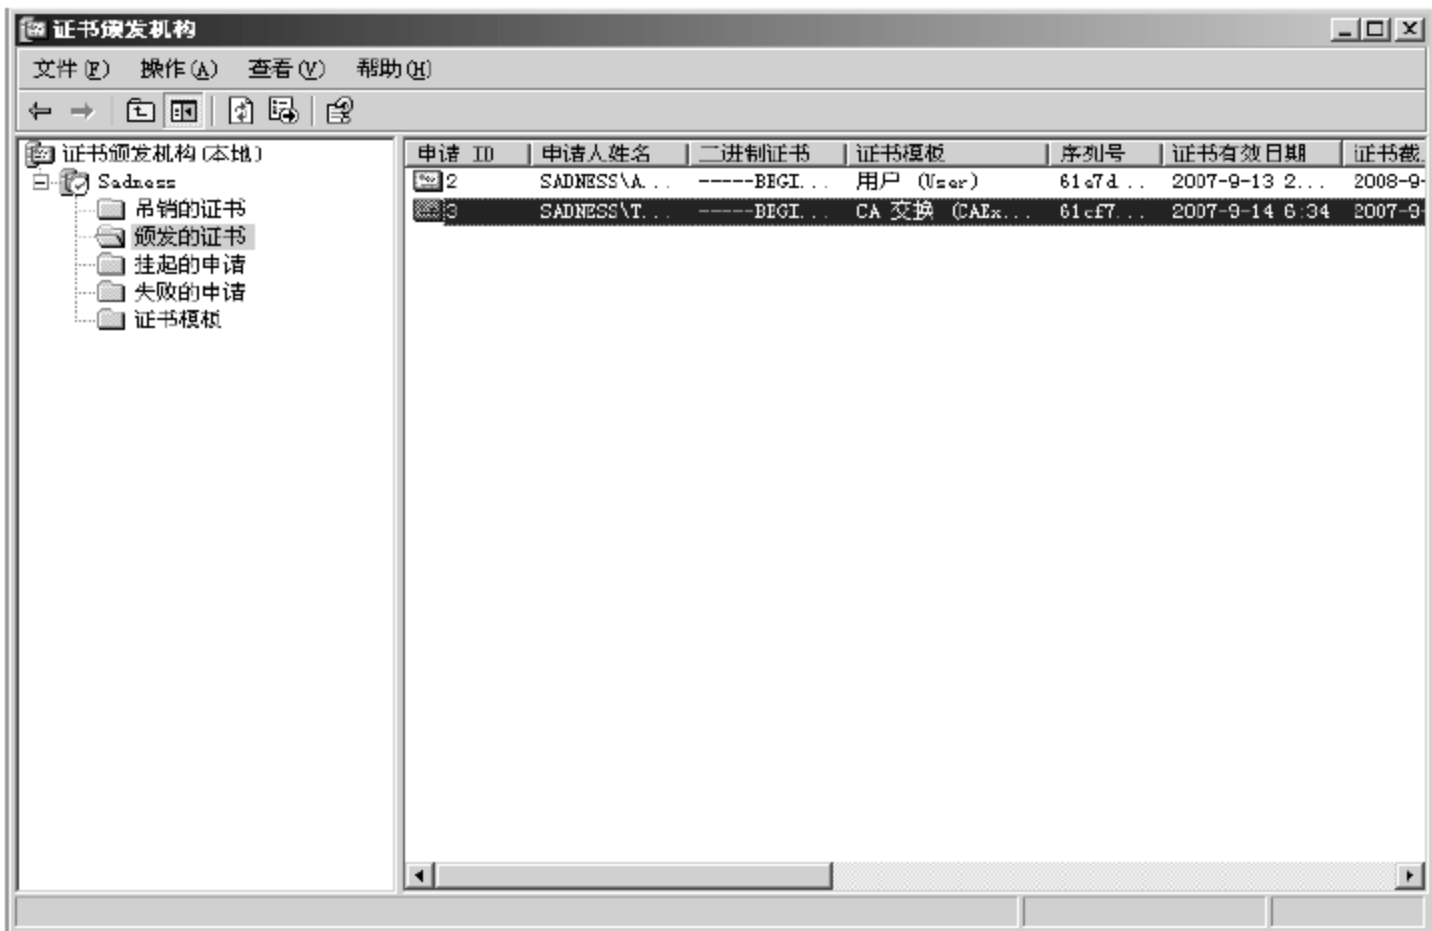 证书颁发机构
文件(F) 操作(A) 查看(V) 帮助(H)
证书颁发机构(本地)
Sadness
吊销的证书
颁发的证书
挂起的申请
失败的申请
证书模板
申请 ID 申请人姓名 二进制证书 证书模板 序列号 证书有效日期 证书截
2 SADNESS\A... -----BEGI... 用户 (User) 61e7d... 2007-9-13 2... 2008-9-
3 SADNESS\T... -----BEGI... CA 交换 (CAEx... 61cf7... 2007-9-14 6:34 2007-9-